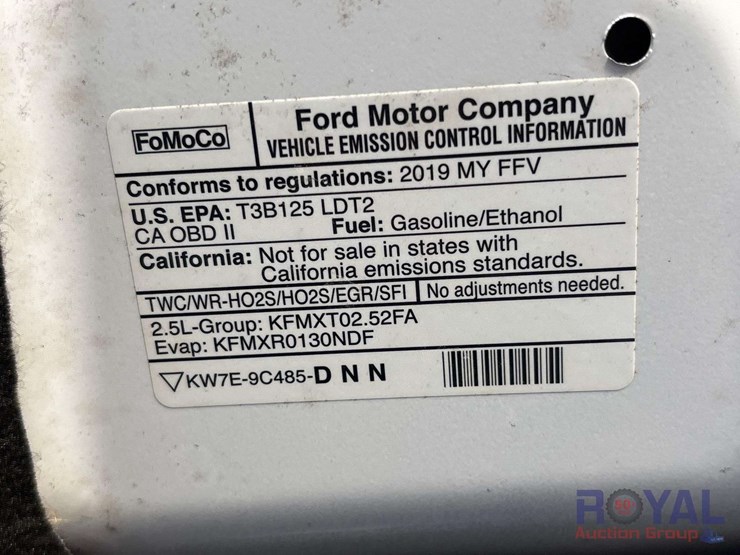 FoMoCo
Ford Motor Company
VEHICLE EMISSION CONTROL INFORMATION
Conforms to regulations: 2019 MY FFV
U.S. EPA: T3B125 LDT2
CA OBD II Fuel: Gasoline/Ethanol
California: Not for sale in states with
California emissions standards.
TWC/WR-HO2S/HO2S/EGR/SFI No adjustments needed.
2.5L-Group: KFMXT02.52FA
Evap: KFMXR0130NDF
KW7E-9C485-D N N
ROYAL
Auction Group